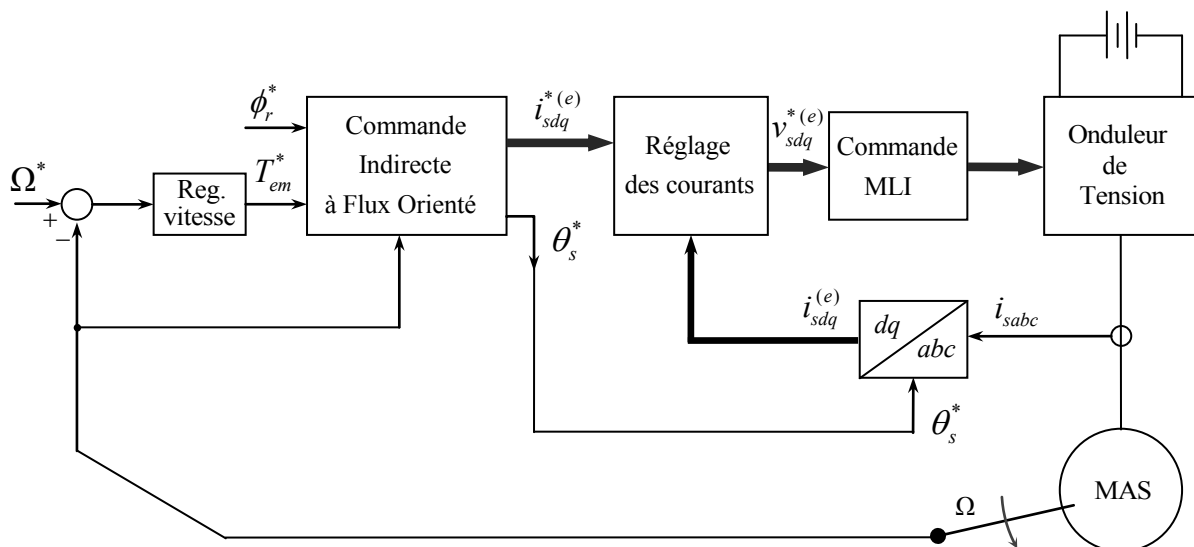 Ω*
+
−
Reg.
vitesse
ϕ_r^*
T_em^*
Commande
Indirecte
à Flux Orienté
i_sdq^*(e)
θ_s^*
Réglage
des courants
v_sdq^*(e)
Commande
MLI
Onduleur
de
Tension
i_sdq^(e)
dq
abc
i_sabc
θ_s^*
MAS
Ω